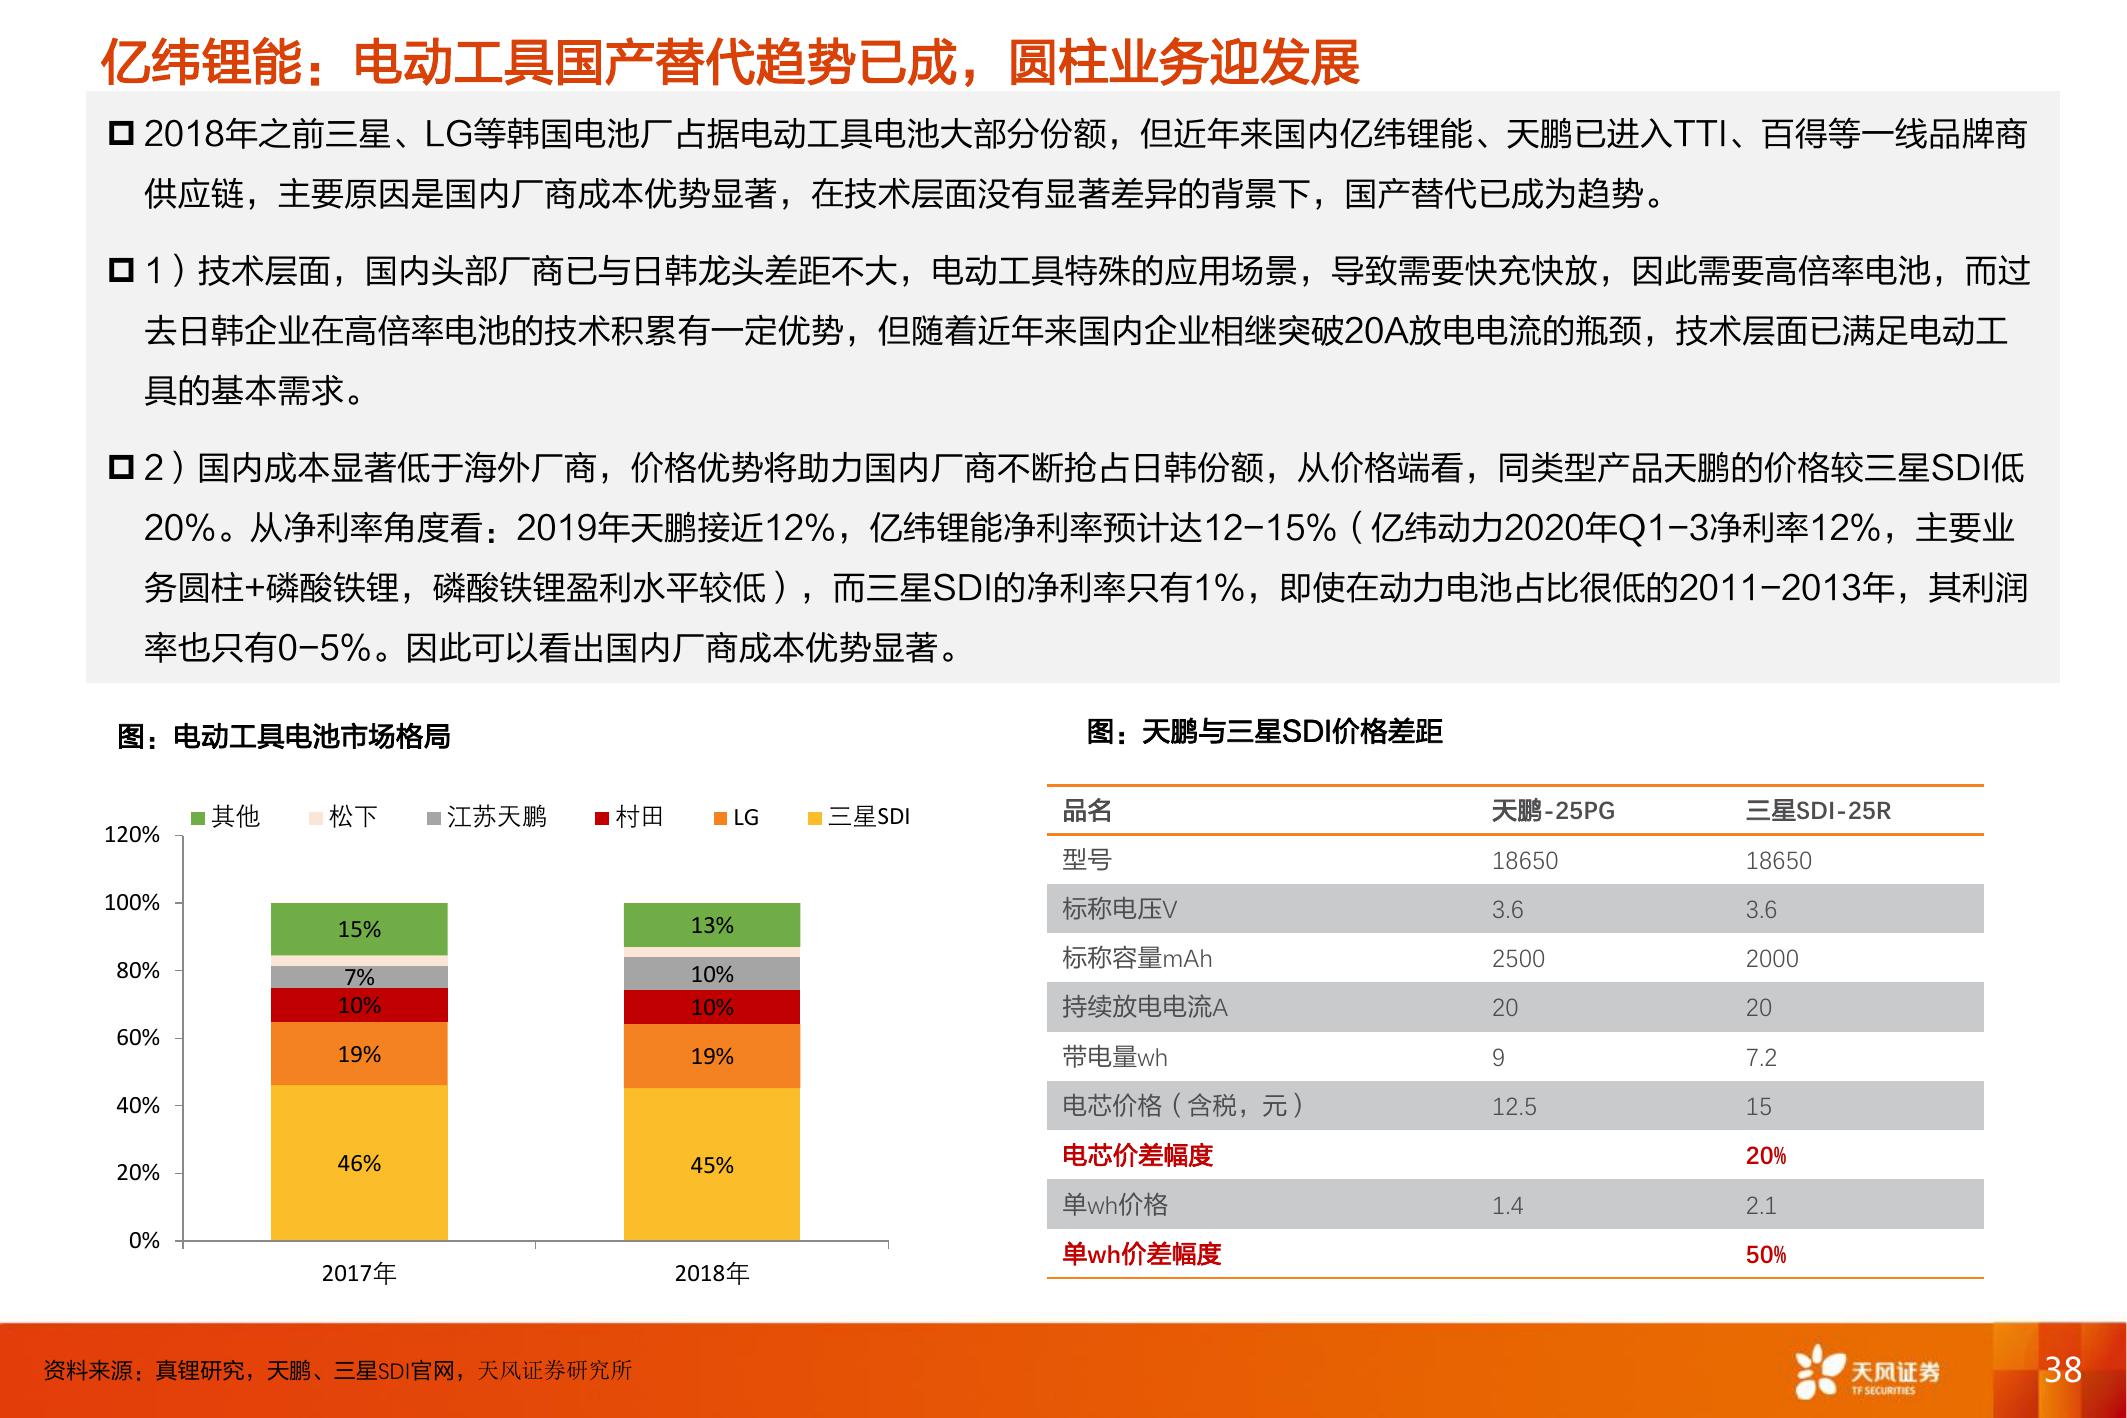 亿纬锂能：电动工具国产替代趋势已成，圆柱业务迎发展
2018年之前三星、LG等韩国电池厂占据电动工具电池大部分份额，但近年来国内亿纬锂能、天鹏已进入TTI、百得等一线品牌商
供应链，主要原因是国内厂商成本优势显著，在技术层面没有显著差异的背景下，国产替代已成为趋势。
1）技术层面，国内头部厂商已与日韩龙头差距不大，电动工具特殊的应用场景，导致需要快充快放，因此需要高倍率电池，而过
去日韩企业在高倍率电池的技术积累有一定优势，但随着近年来国内企业相继突破20A放电电流的瓶颈，技术层面已满足电动工
具的基本需求。
2）国内成本显著低于海外厂商，价格优势将助力国内厂商不断抢占日韩份额，从价格端看，同类型产品天鹏的价格较三星SDI低
20%。从净利率角度看：2019年天鹏接近12%，亿纬锂能净利率预计达12-15%（亿纬动力2020年Q1-3净利率12%，主要业
务圆柱+磷酸铁锂，磷酸铁锂盈利水平较低），而三星SDI的净利率只有1%，即使在动力电池占比很低的2011-2013年，其利润
率也只有0-5%。因此可以看出国内厂商成本优势显著。
图：电动工具电池市场格局
其他 松下 江苏天鹏 村田 LG 三星SDI
120%
100%
80%
60%
40%
20%
0%
15%
7%
10%
19%
46%
13%
10%
10%
19%
45%
2017年 2018年
图：天鹏与三星SDI价格差距
品名 天鹏-25PG 三星SDI-25R
型号 18650 18650
标称电压V 3.6 3.6
标称容量mAh 2500 2000
持续放电电流A 20 20
带电量wh 9 7.2
电芯价格（含税，元） 12.5 15
电芯价差幅度 20%
单wh价格 1.4 2.1
单wh价差幅度 50%
资料来源：真锂研究，天鹏、三星SDI官网，天风证券研究所
天风证券
TF SECURITIES
38